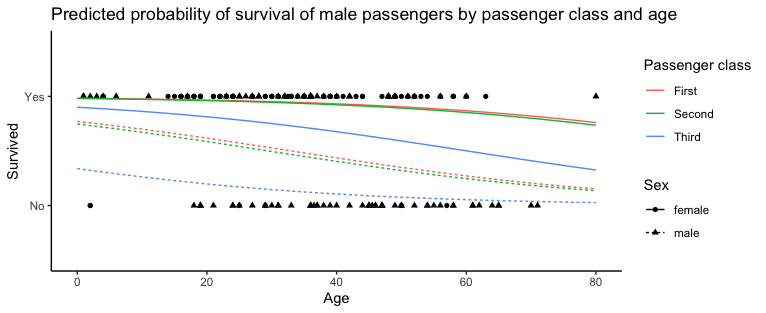 Predicted probability of survival of male passengers by passenger class and age
Passenger class
First
Second
Third
Sex
female
male
Survived
Yes
No
0 20 40 60 80
Age